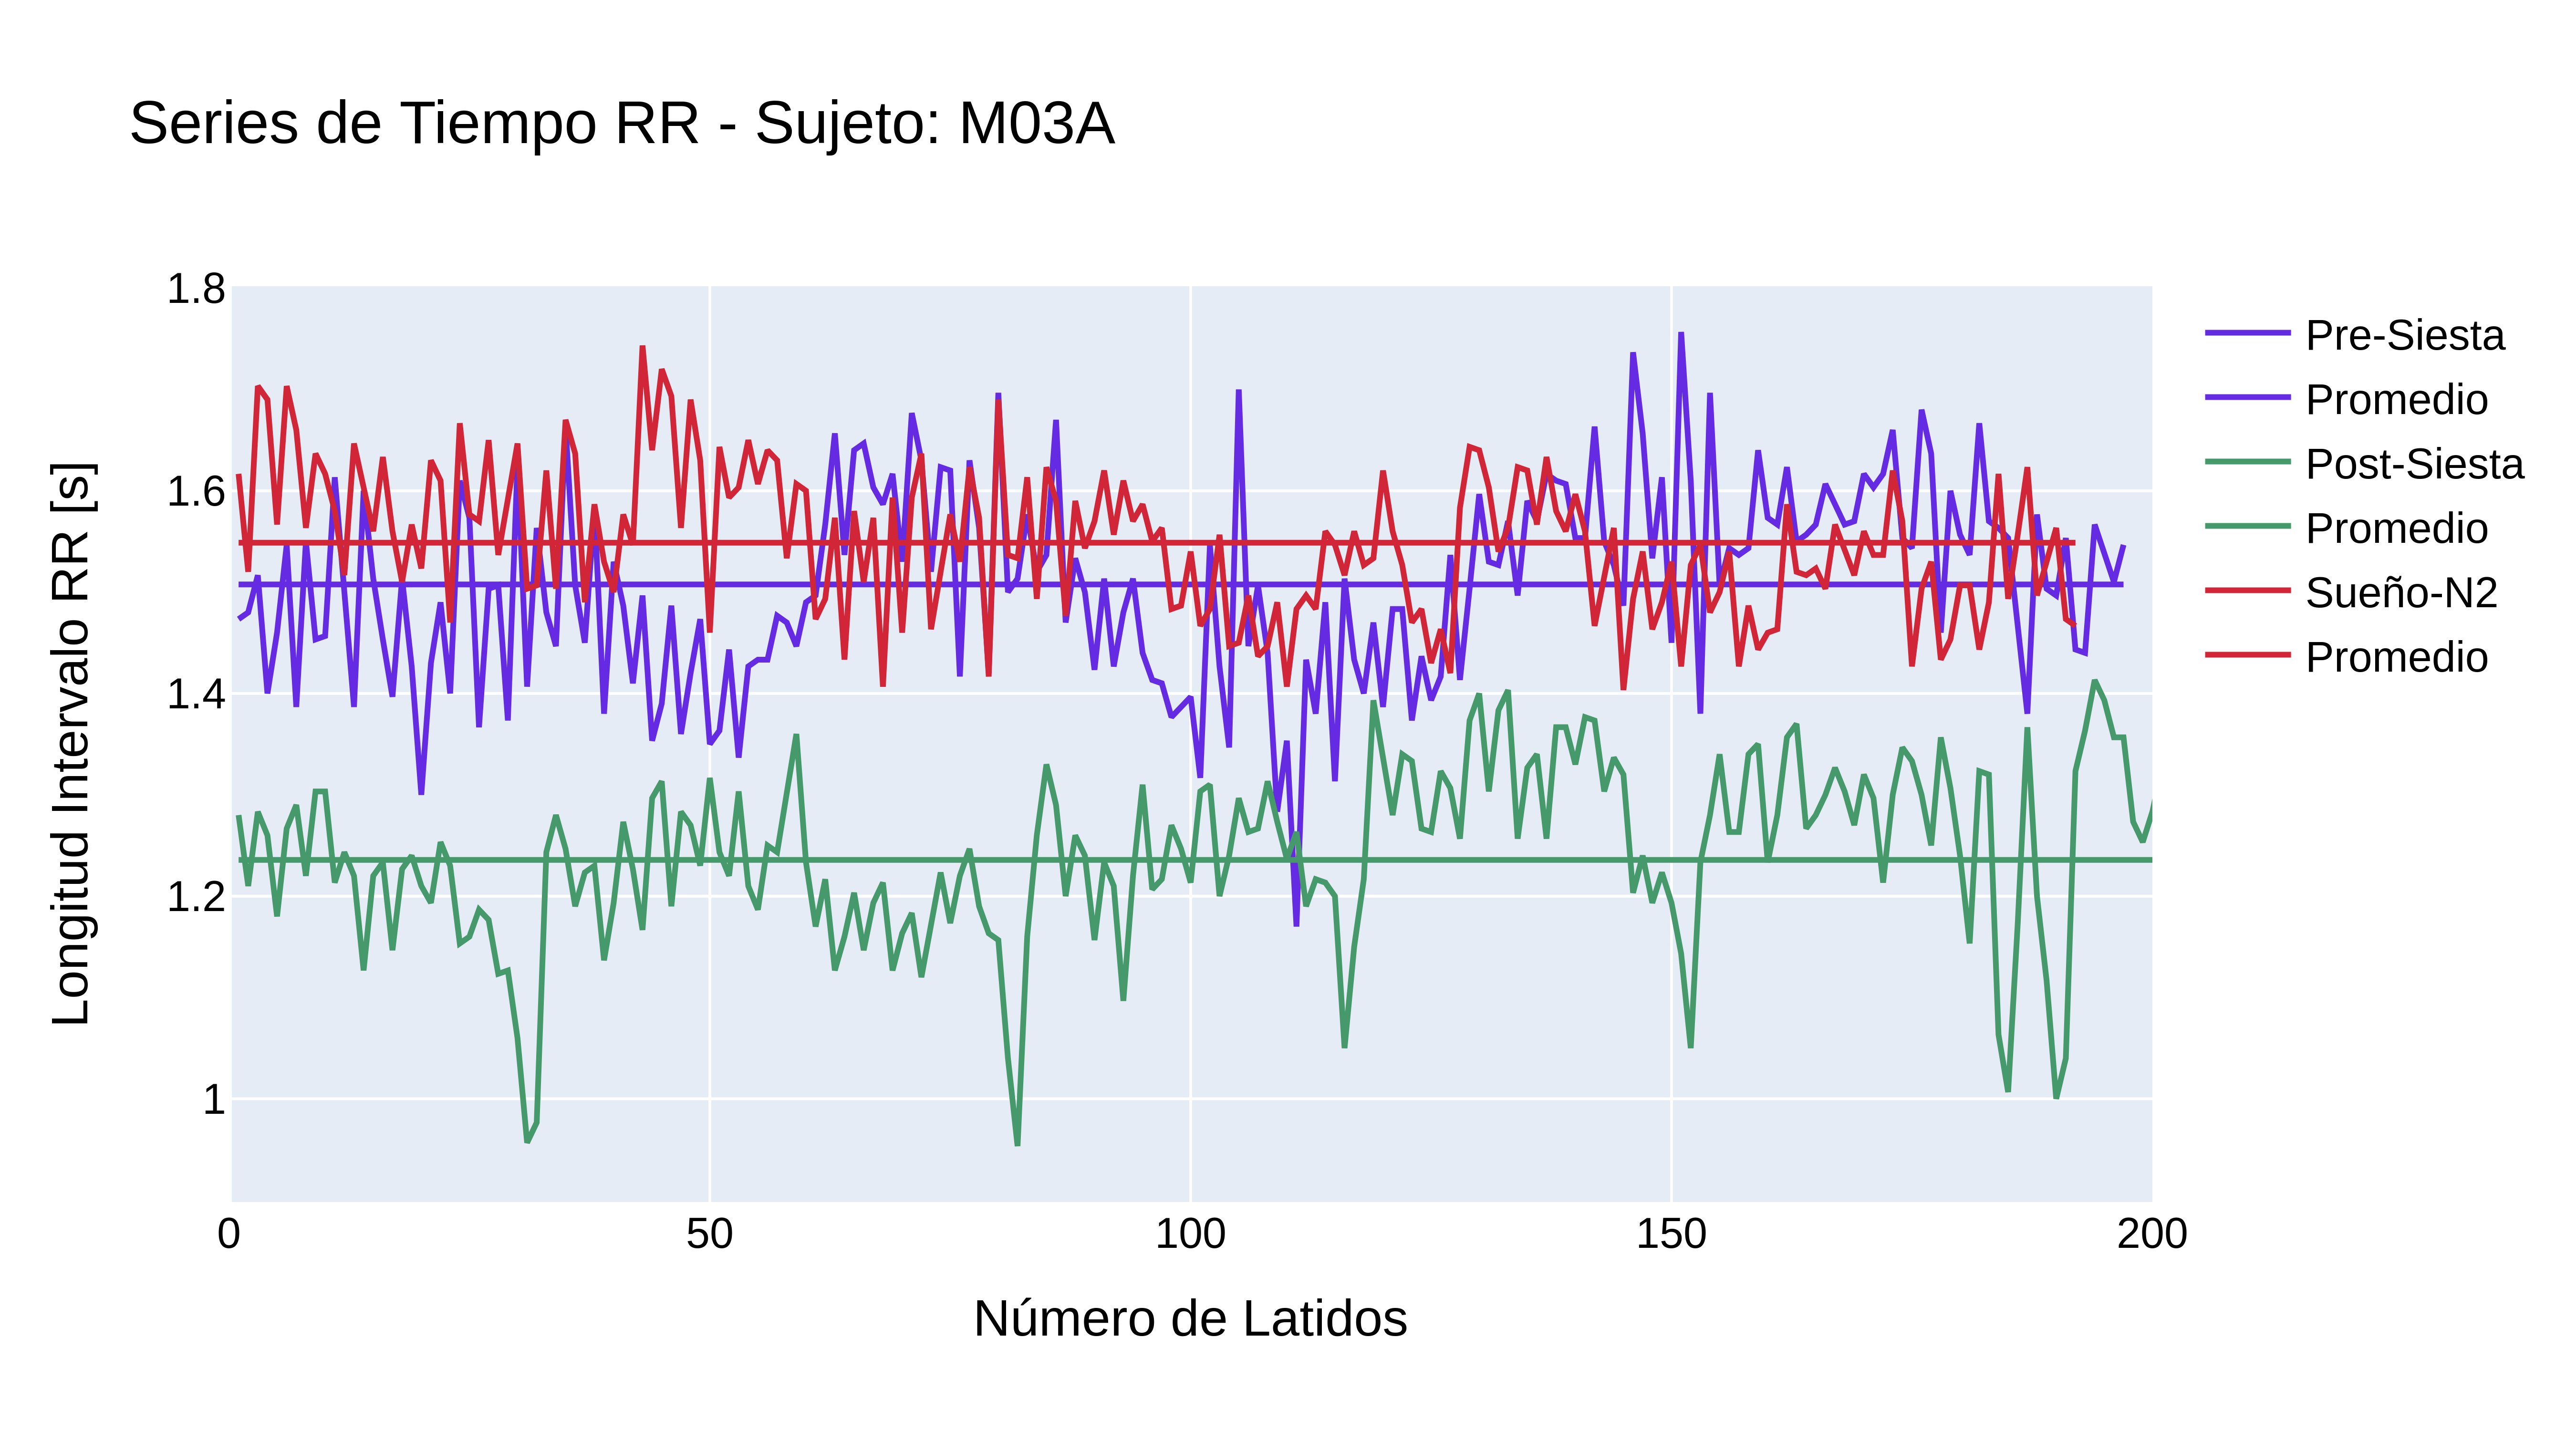 Series de Tiempo RR - Sujeto: M03A
Longitud Intervalo RR [s]
1.8
1.6
1.4
1.2
1
0
50
100
150
200
Número de Latidos
Pre-Siesta
Promedio
Post-Siesta
Promedio
Sueño-N2
Promedio